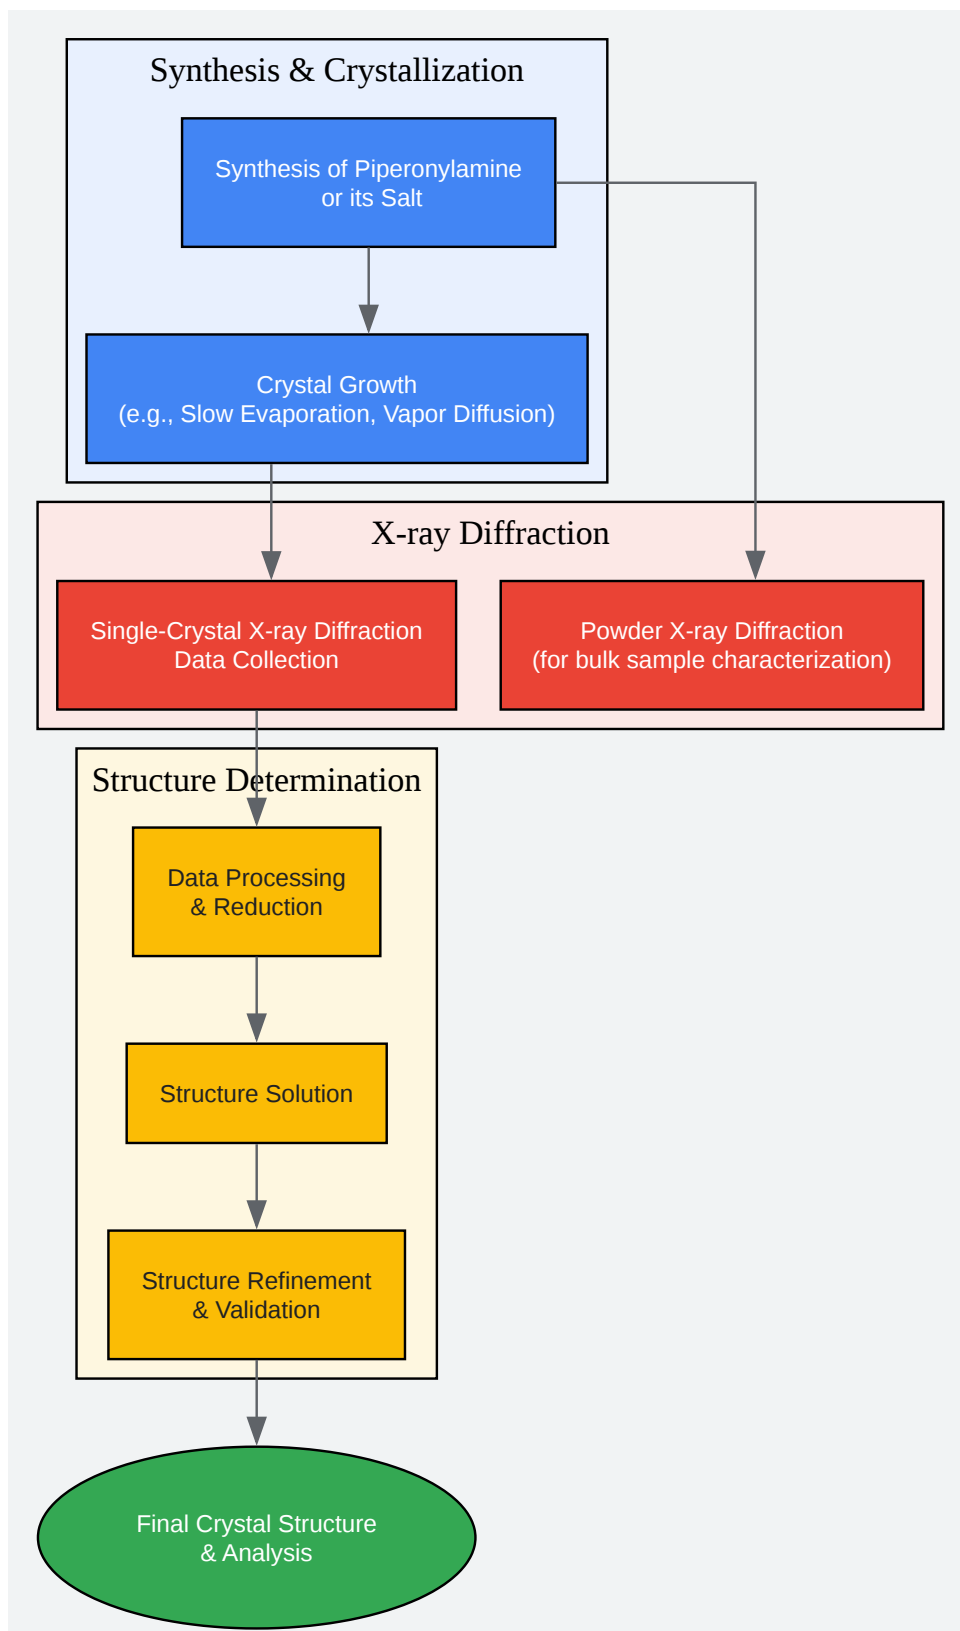 Synthesis & Crystallization
Synthesis of Piperonylamine
or its Salt
Crystal Growth
(e.g., Slow Evaporation, Vapor Diffusion)
X-ray Diffraction
Single-Crystal X-ray Diffraction
Data Collection
Powder X-ray Diffraction
(for bulk sample characterization)
Structure Determination
Data Processing
& Reduction
Structure Solution
Structure Refinement
& Validation
Final Crystal Structure
& Analysis